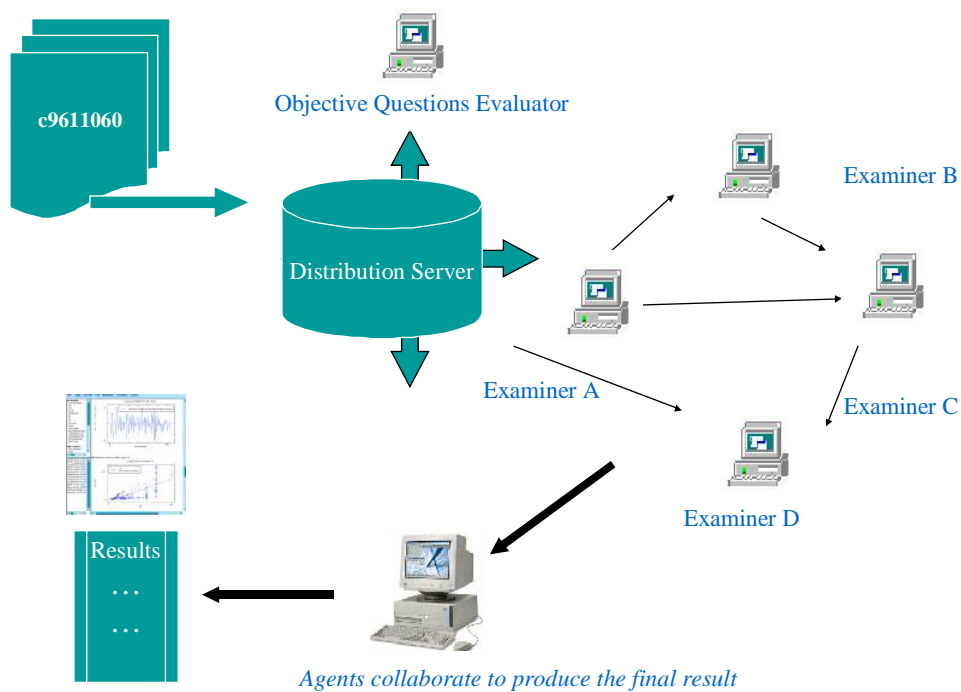 c9611060
Objective Questions Evaluator
Examiner B
Distribution Server
Examiner A
Examiner C
Examiner D
Results
...
...
Agents collaborate to produce the final result